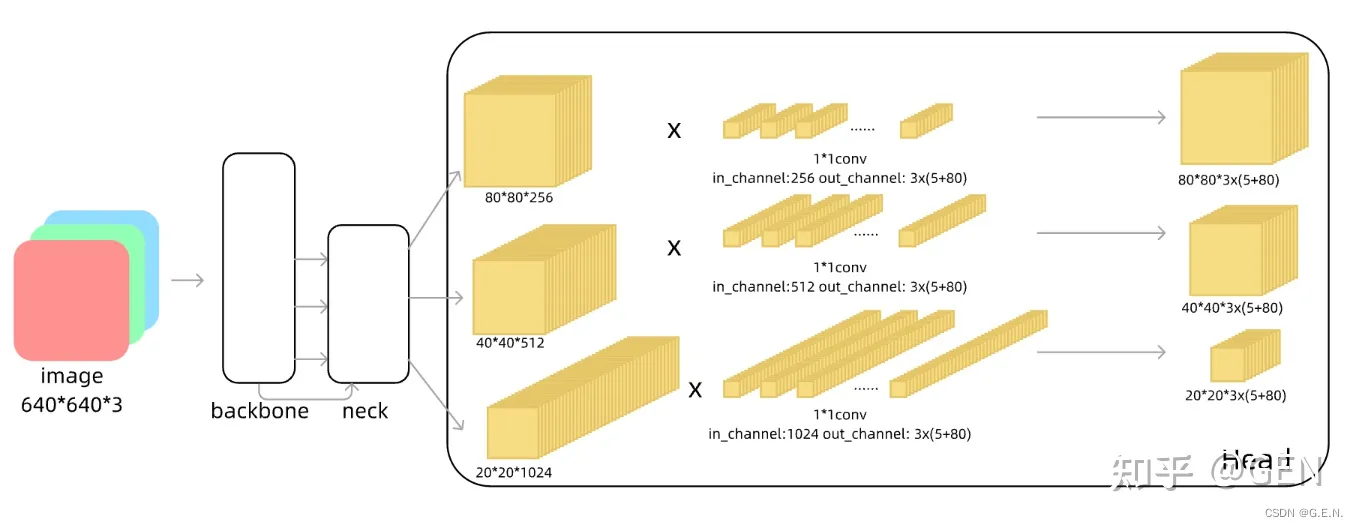 image
640*640*3
backbone
neck
80*80*256
x
1*1conv
in_channel:256 out_channel: 3x(5+80)
80*80*3x(5+80)
40*40*512
x
1*1conv
in_channel:512 out_channel: 3x(5+80)
40*40*3x(5+80)
20*20*1024
x
1*1conv
in_channel:1024 out_channel: 3x(5+80)
20*20*3x(5+80)
......
......
......
Head
知乎 @GEN
CSDN @G.E.N.